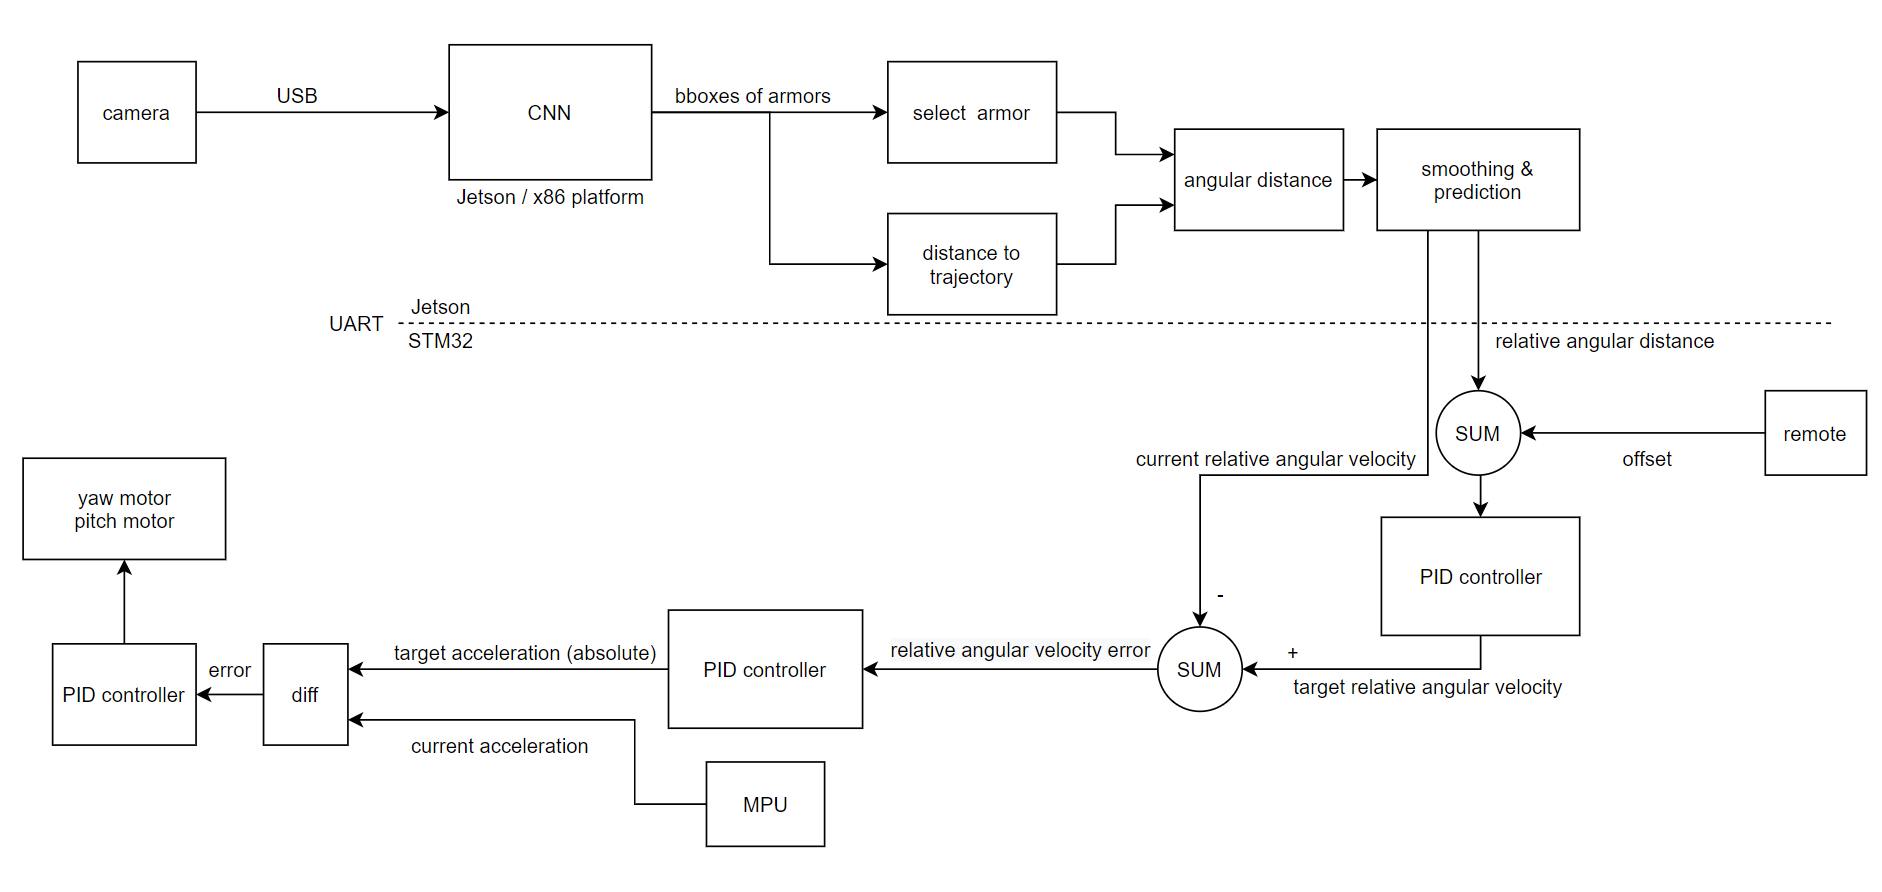 camera
USB
CNN
Jetson / x86 platform
bboxes of armors
select  armor
distance to
trajectory
angular distance
smoothing &
prediction
UART
Jetson
STM32
relative angular distance
SUM
remote
offset
current relative angular velocity
PID controller
-
+
SUM
target relative angular velocity
relative angular velocity error
PID controller
target acceleration (absolute)
MPU
current acceleration
diff
error
PID controller
yaw motor
pitch motor